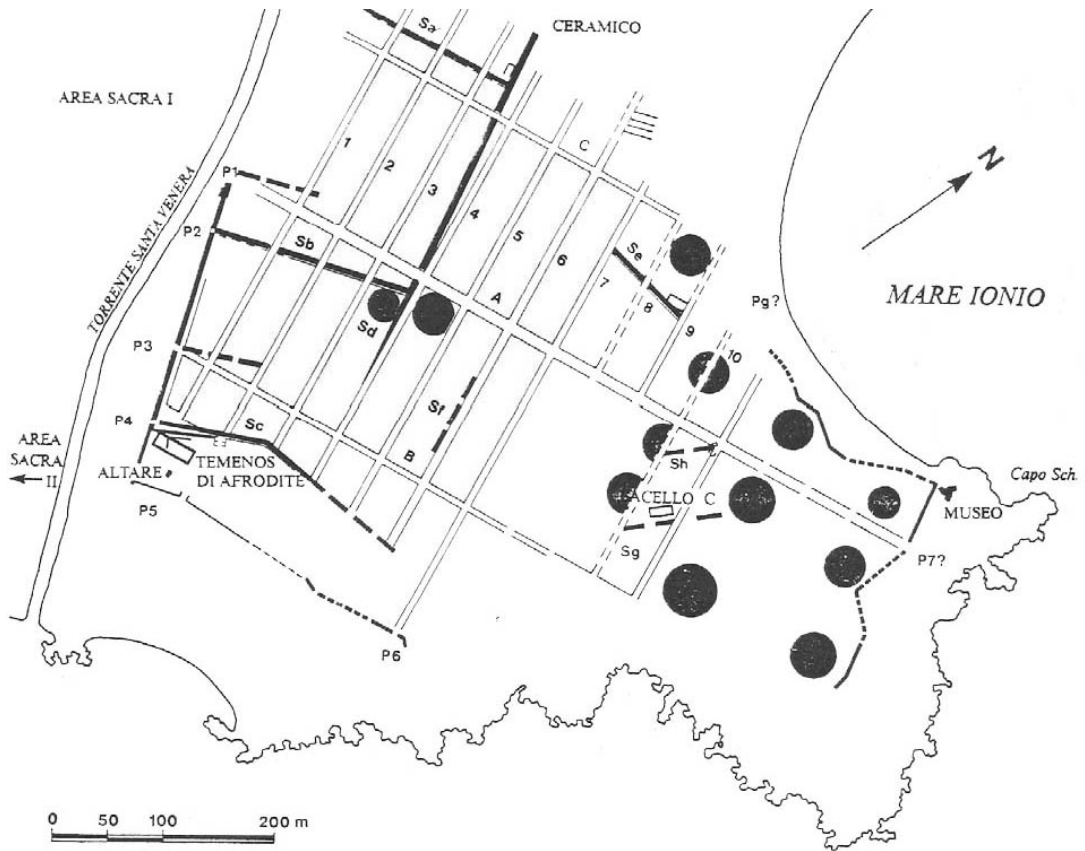 CERAMICO
Sa
AREA SACRA I
C
N
1
2
3
4
5
6
7
8
9
10
P1
TORRENTE SANTA VENERA
P2
Sb
Se
A
Pg?
MARE IONIO
Sd
P3
Sf
P4
Sc
B
Sh
AREA
SACRA
II
ALTARE
TEMENOS
DI AFRODITE
SACELLO C
Capo Sch.
MUSEO
P5
Sg
P7?
P6
0 50 100 200 m